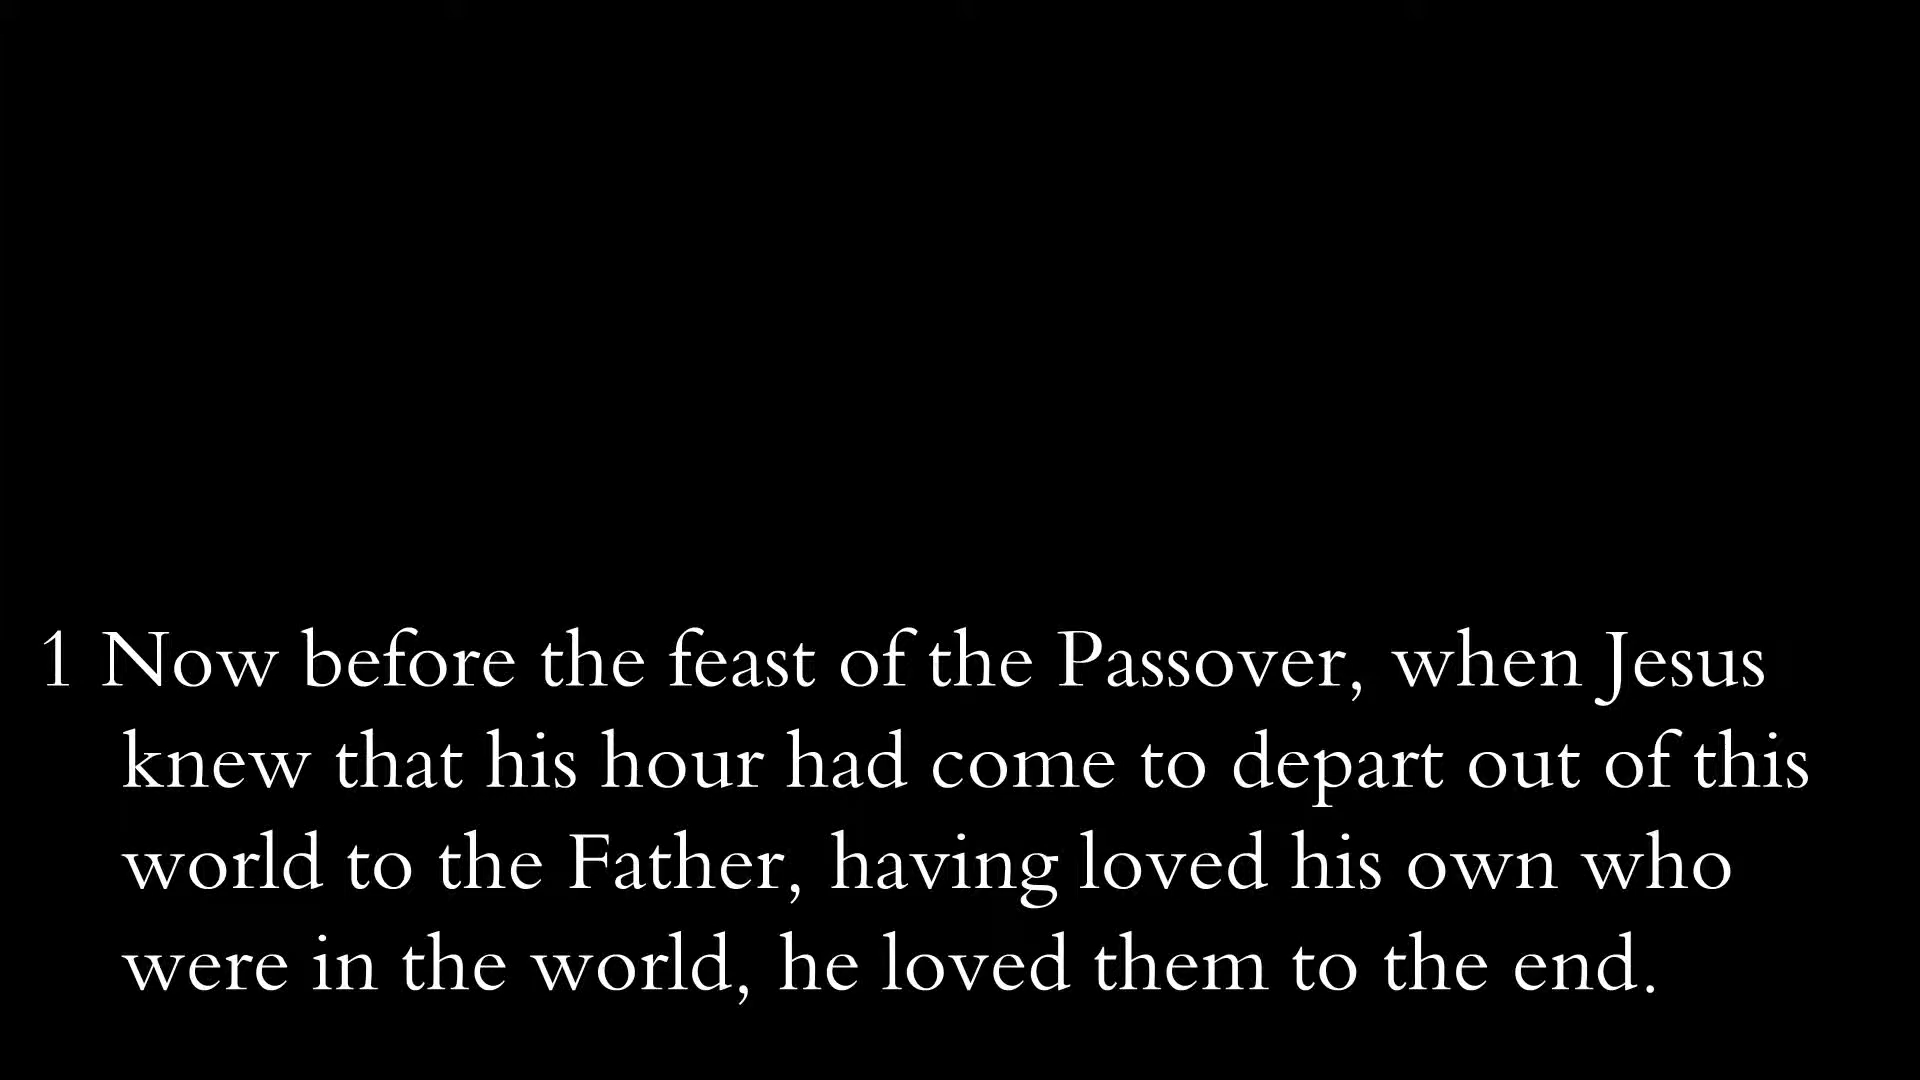 1 Now before the feast of the Passover, when Jesus
knew that his hour had come to depart out of this
world to the Father, having loved his own who
were in the world, he loved them to the end.